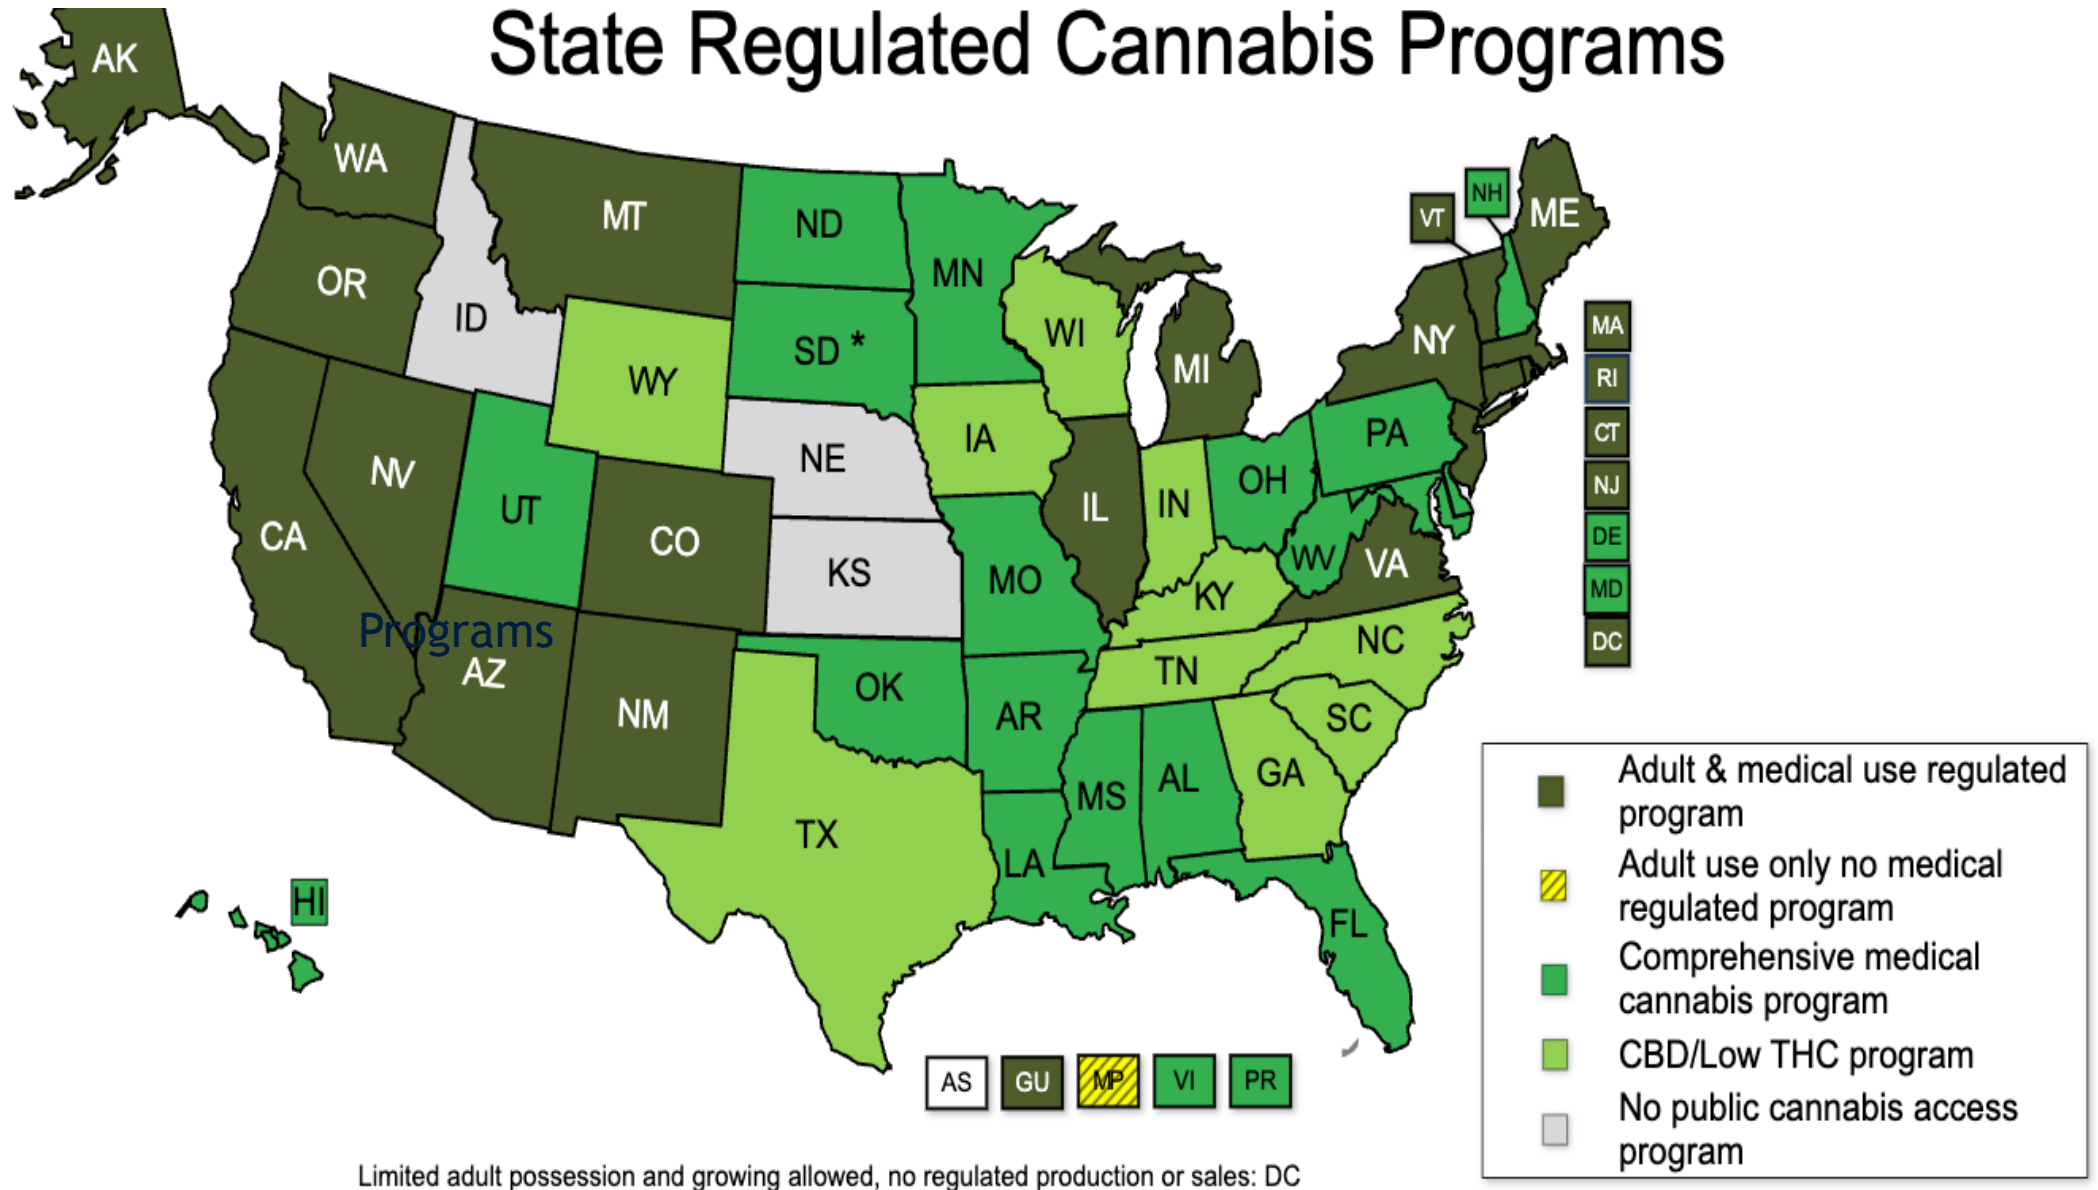 State Regulated Cannabis Programs
AK
WA
MT
ND
MN
VT
NH
ME
OR
ID
WY
SD *
WI
MI
NY
MA
RI
CT
NJ
DE
MD
DC
NV
UT
CO
NE
IA
IL
IN
OH
PA
CA
KS
MO
KY
WV
VA
Programs
AZ
NM
OK
AR
TN
NC
SC
TX
LA
MS
AL
GA
FL
HI
AS
GU
MP
VI
PR
Adult & medical use regulated
program
Adult use only no medical
regulated program
Comprehensive medical
cannabis program
CBD/Low THC program
No public cannabis access
program
Limited adult possession and growing allowed, no regulated production or sales: DC